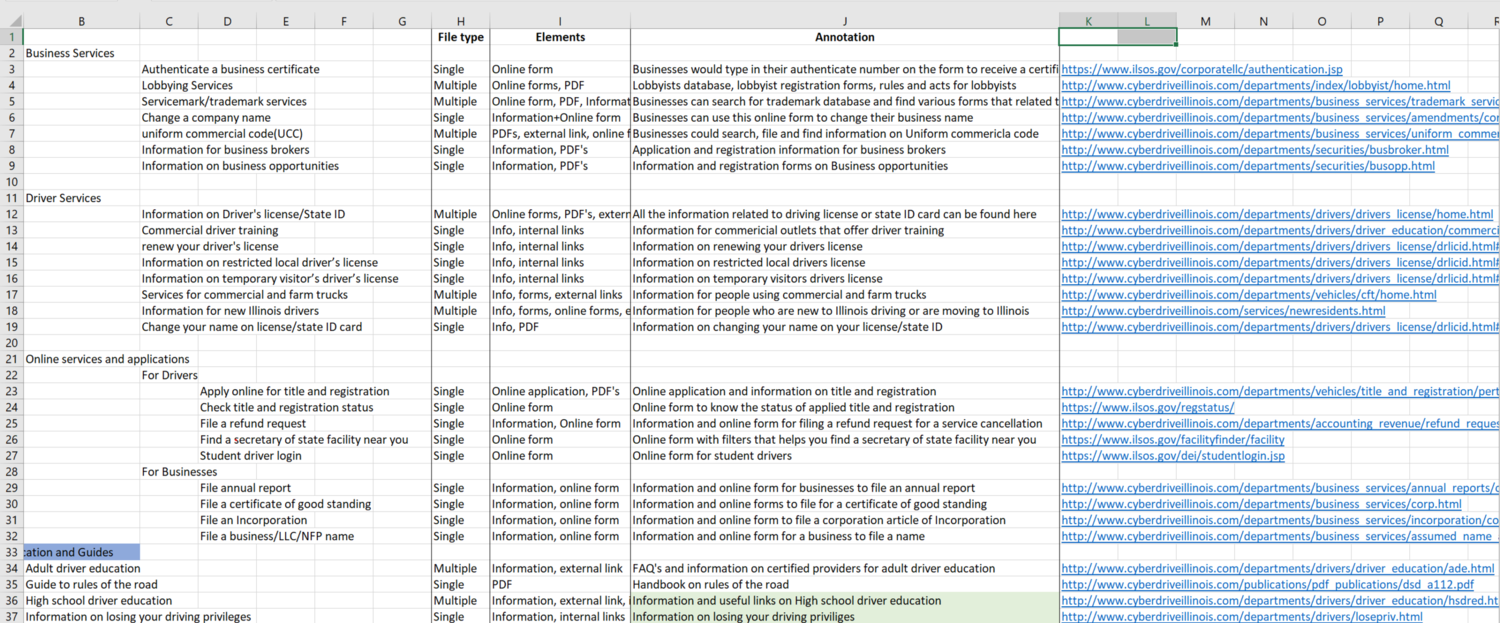 B C D E F G H I J K L M N O P Q
1 File type Elements Annotation
2 Business Services
3 Authenticate a business certificate Single Online form Businesses would type in their authenticate number on the form to receive a certifi https://www.ilsos.gov/corporatellc/authentication.jsp
4 Lobbying Services Multiple Online forms, PDF Lobbyists database, lobbyist registration forms, rules and acts for lobbyists http://www.cyberdriveillinois.com/departments/index/lobbyist/home.html
5 Servicemark/trademark services Multiple Online form, PDF, Informat Businesses can search for trademark database and find various forms that related t http://www.cyberdriveillinois.com/departments/business_services/trademark_servic
6 Change a company name Single Information+Online form Businesses can use this online form to change their business name http://www.cyberdriveillinois.com/departments/business_services/amendments/cor
7 uniform commercial code(UCC) Multiple PDFs, external link, online f Businesses could search, file and find information on Uniform commericla code http://www.cyberdriveillinois.com/departments/business_services/uniform_comme
8 Information for business brokers Single Information, PDF's Application and registration information for business brokers http://www.cyberdriveillinois.com/departments/securities/busbroker.html
9 Information on business opportunities Single Information, PDF's Information and registration forms on Business opportunities http://www.cyberdriveillinois.com/departments/securities/busopp.html
10
11 Driver Services
12 Information on Driver's license/State ID Multiple Online forms, PDF's, extern All the information related to driving license or state ID card can be found here http://www.cyberdriveillinois.com/departments/drivers/drivers_license/home.html
13 Commercial driver training Single Info, internal links Information for commericial outlets that offer driver training http://www.cyberdriveillinois.com/departments/drivers/driver_education/commerci
14 renew your driver's license Single Info, internal links Information on renewing your drivers license http://www.cyberdriveillinois.com/departments/drivers/drivers_license/drlicid.html#
15 Information on restricted local driver's license Single Info, internal links Information on restricted local drivers license http://www.cyberdriveillinois.com/departments/drivers/drivers_license/drlicid.html#
16 Information on temporary visitor's driver's license Single Info, internal links Information on temporary visitors drivers license http://www.cyberdriveillinois.com/departments/drivers/drivers_license/drlicid.html#
17 Services for commercial and farm trucks Multiple Info, forms, external links Information for people using commercial and farm trucks http://www.cyberdriveillinois.com/departments/vehicles/cft/home.html
18 Information for new Illinois drivers Multiple Info, forms, online forms, e Information for people who are new to Illinois driving or are moving to Illinois http://www.cyberdriveillinois.com/services/newresidents.html
19 Change your name on license/state ID card Single Info, PDF Information on changing your name on your license/state ID http://www.cyberdriveillinois.com/departments/drivers/drivers_license/drlicid.html#
20
21 Online services and applications
22 For Drivers
23 Apply online for title and registration Single Online application, PDF's Online application and information on title and registration http://www.cyberdriveillinois.com/departments/vehicles/title_and_registration/pert
24 Check title and registration status Single Online form Online form to know the status of applied title and registration https://www.ilsos.gov/regstatus/
25 File a refund request Single Information, Online form Information and online form for filing a refund request for a service cancellation http://www.cyberdriveillinois.com/departments/accounting_revenue/refund_reques
26 Find a secretary of state facility near you Single Online form Online form with filters that helps you find a secretary of state facility near you https://www.ilsos.gov/facilityfinder/facility
27 Student driver login Single Online form Online form for student drivers https://www.ilsos.gov/dei/studentlogin.jsp
28 For Businesses
29 File annual report Single Information, online form Information and online form for businesses to file an annual report http://www.cyberdriveillinois.com/departments/business_services/annual_reports/c
30 File a certificate of good standing Single Information, online form Information and online forms to file for a certificate of good standing http://www.cyberdriveillinois.com/departments/business_services/corp.html
31 File an Incorporation Single Information, online form Information and online form to file a corporation article of Incorporation http://www.cyberdriveillinois.com/departments/business_services/incorporation/co
32 File a business/LLC/NFP name Single Information, online form Information and online form for a business to file a name http://www.cyberdriveillinois.com/departments/business_services/assumed_name_
33 cation and Guides
34 Adult driver education Multiple Information, external link FAQ's and information on certified providers for adult driver education http://www.cyberdriveillinois.com/departments/drivers/driver_education/ade.html
35 Guide to rules of the road Single PDF Handbook on rules of the road http://www.cyberdriveillinois.com/publications/pdf_publications/dsd_a112.pdf
36 High school driver education Multiple Information, external link, i Information and useful links on High school driver education http://www.cyberdriveillinois.com/departments/drivers/driver_education/hsdred.ht
37 Information on losing your driving privileges Single Information, internal links Information on losing your driving priviliges http://www.cyberdriveillinois.com/departments/drivers/losepriv.html